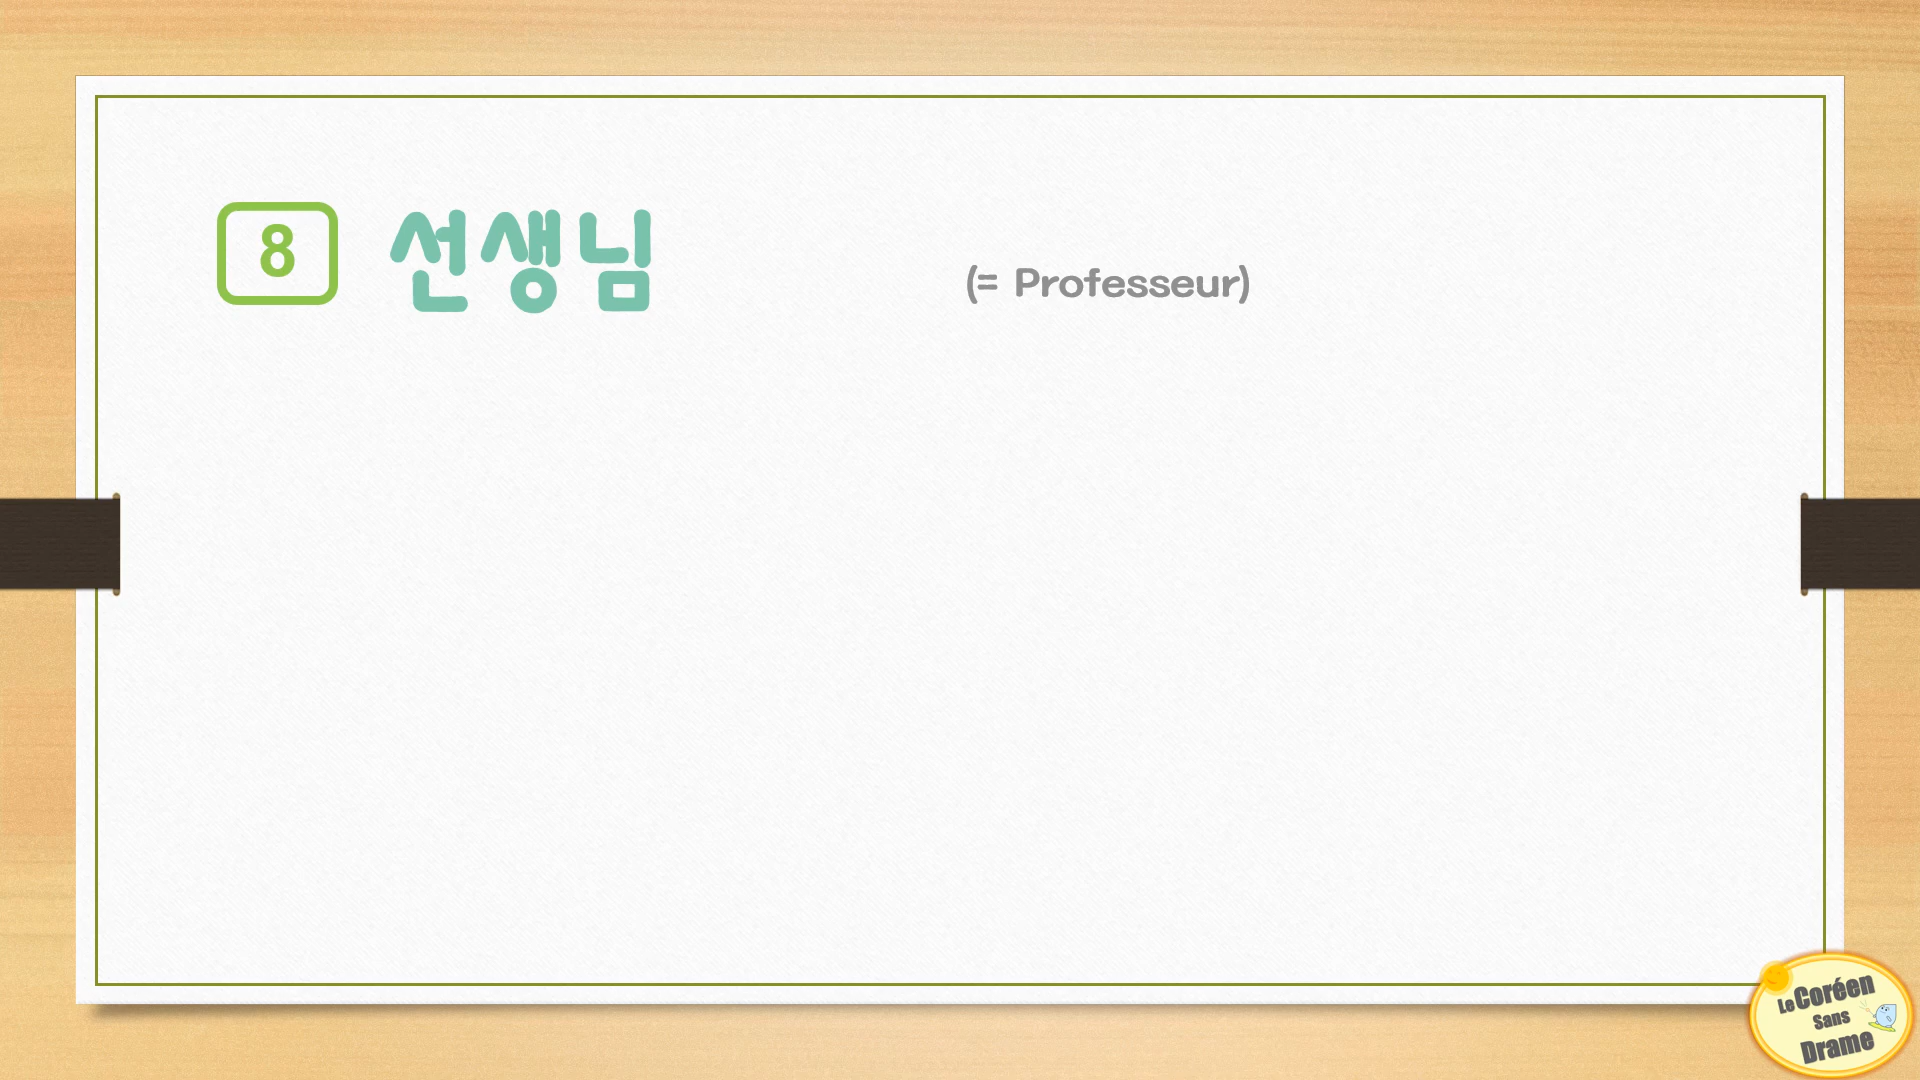 8 선생님 (= Professeur)
Le Coréen
Sans
Drame